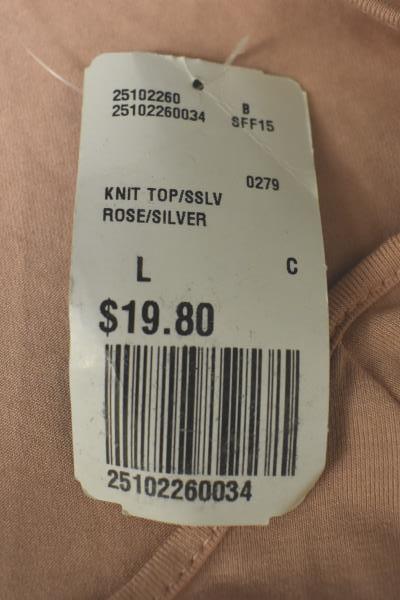 25102260 B
25102260034 SFF15
0279
KNIT TOP/SSLV
ROSE/SILVER
L C
$19.80
25102260034